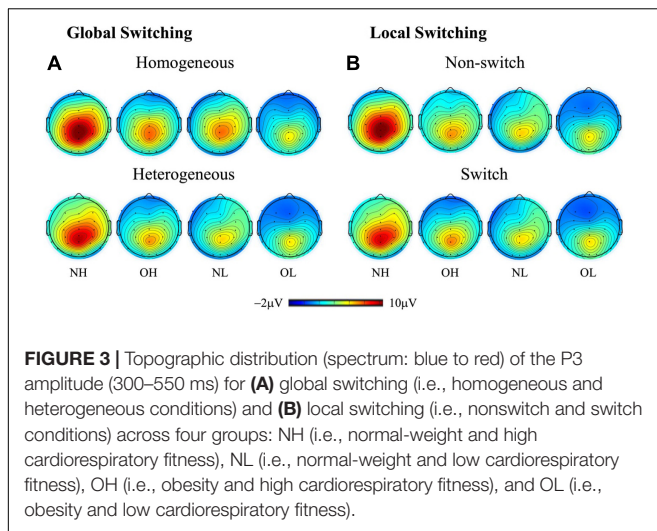 Global Switching Local Switching
A Homogeneous B Non-switch
Heterogeneous Switch
NH OH NL OL NH OH NL OL
−2µV 10µV
FIGURE 3 | Topographic distribution (spectrum: blue to red) of the P3
amplitude (300–550 ms) for (A) global switching (i.e., homogeneous and
heterogeneous conditions) and (B) local switching (i.e., nonswitch and switch
conditions) across four groups: NH (i.e., normal-weight and high
cardiorespiratory fitness), NL (i.e., normal-weight and low cardiorespiratory
fitness), OH (i.e., obesity and high cardiorespiratory fitness), and OL (i.e.,
obesity and low cardiorespiratory fitness).